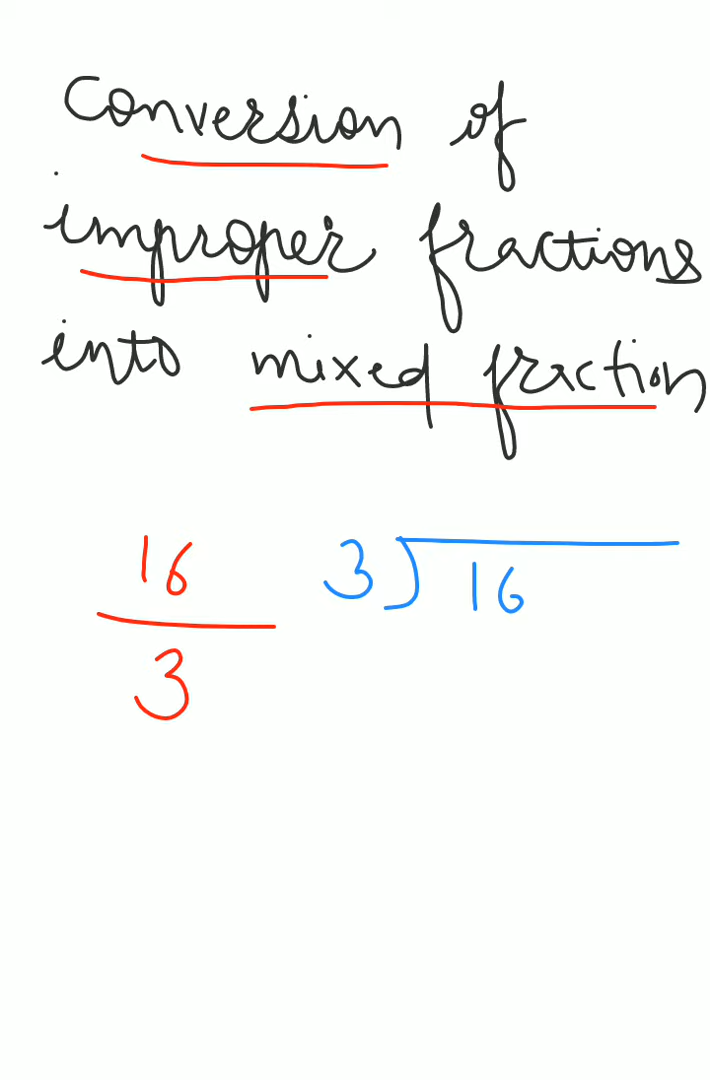 Conversion of
improper fractions
into mixed fraction
16 3) 16
3